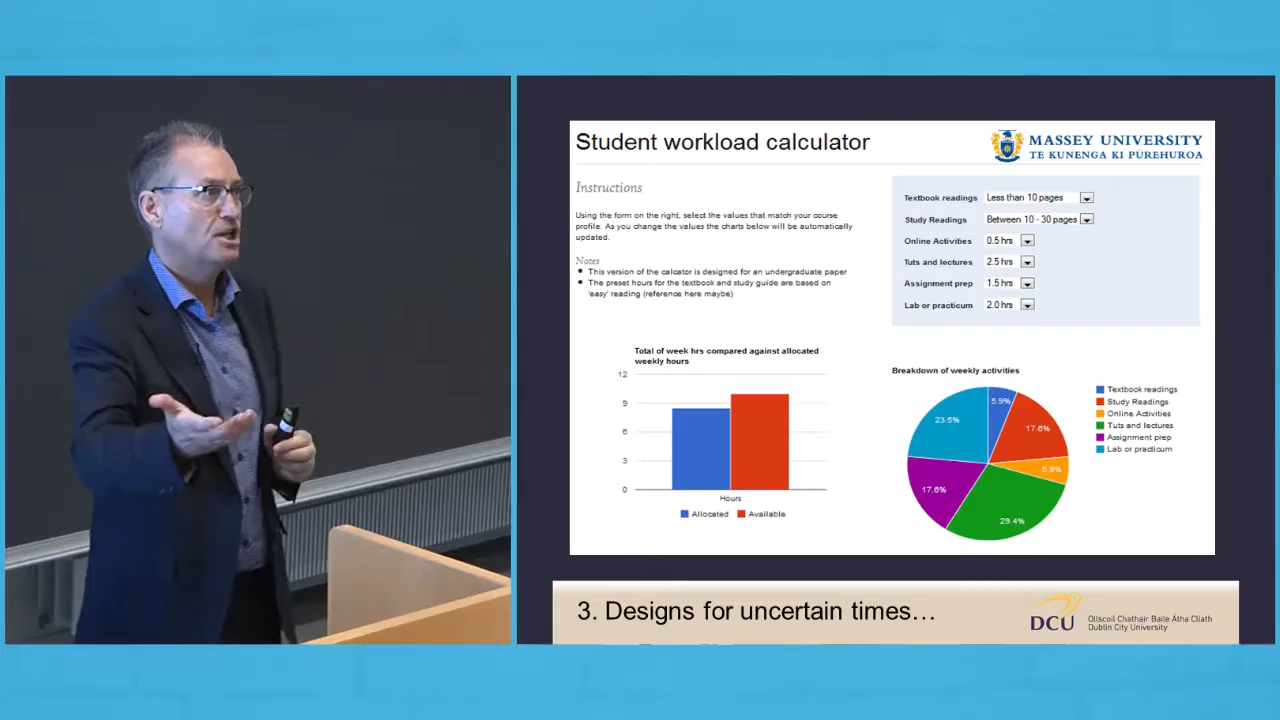 Student workload calculator
MASSEY UNIVERSITY
TE KUNENGA KI PŪREHUROA
Instructions
Using the form on the right, select the values that match your course
profile. As you change the values the charts below will be automatically
updated.
Notes
This version of the calcator is designed for an undergraduate paper
The preset hours for the textbook and study guide are based on
'easy' reading (reference here maybe)
Textbook readings Less than 10 pages
Study Readings Between 10 - 30 pages
Online Activities 0.5 hrs
Tuts and lectures 2.5 hrs
Assignment prep 1.5 hrs
Lab or practicum 2.0 hrs
Total of week hrs compared against allocated
weekly hours
12
9
6
3
0
Hours
Allocated Available
Breakdown of weekly activities
5.9%
17.6%
5.9%
29.4%
17.6%
23.5%
Textbook readings
Study Readings
Online Activities
Tuts and lectures
Assignment prep
Lab or practicum
3. Designs for uncertain times…
DCU
Ollscoil Chathair Bhaile Átha Cliath
Dublin City University